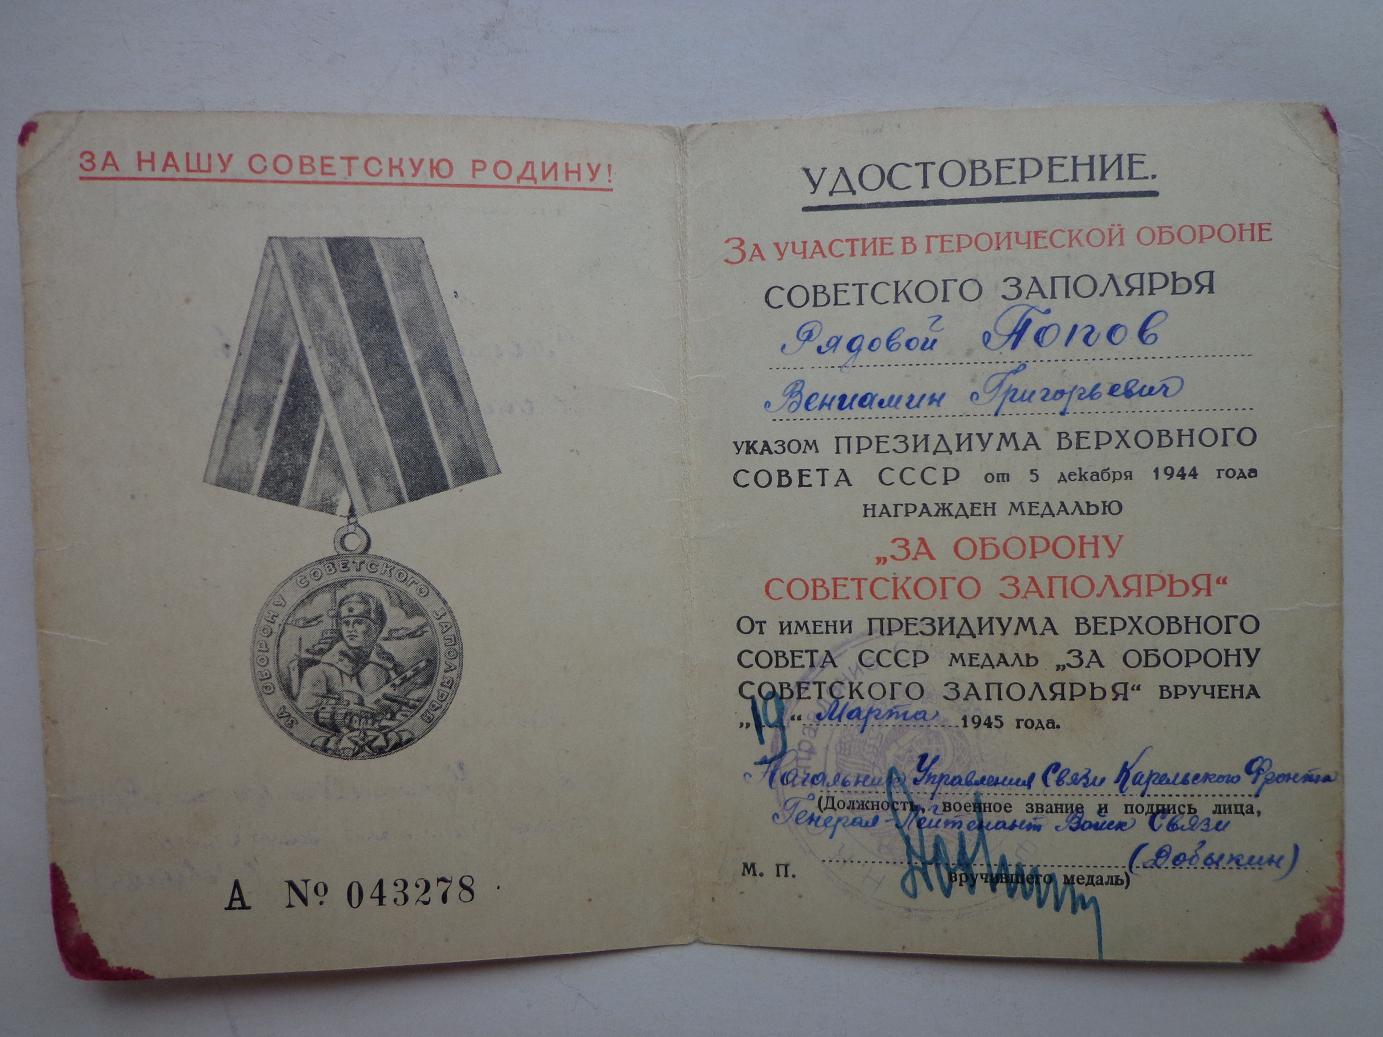 ЗА НАШУ СОВЕТСКУЮ РОДИНУ!
ЗА ОБОРОНУ СОВЕТСКОГО ЗАПОЛЯРЬЯ
А № 043278
УДОСТОВЕРЕНИЕ.
ЗА УЧАСТИЕ В ГЕРОИЧЕСКОЙ ОБОРОНЕ
СОВЕТСКОГО ЗАПОЛЯРЬЯ
Рядовой Попов
Вениамин Григорьевич
УКАЗОМ ПРЕЗИДИУМА ВЕРХОВНОГО
СОВЕТА СССР от 5 декабря 1944 года
НАГРАЖДЕН МЕДАЛЬЮ
„ЗА ОБОРОНУ
СОВЕТСКОГО ЗАПОЛЯРЬЯ“
ОТ ИМЕНИ ПРЕЗИДИУМА ВЕРХОВНОГО
СОВЕТА СССР МЕДАЛЬ „ЗА ОБОРОНУ
СОВЕТСКОГО ЗАПОЛЯРЬЯ“ ВРУЧЕНА
„19“ Марта 1945 года.
Начальник Управления Связи Карельского Фронта
(Должность, военное звание и подпись лица,
Генерал-Лейтенант Войск Связи
(Добыкин)
М. П.
вручившего медаль)